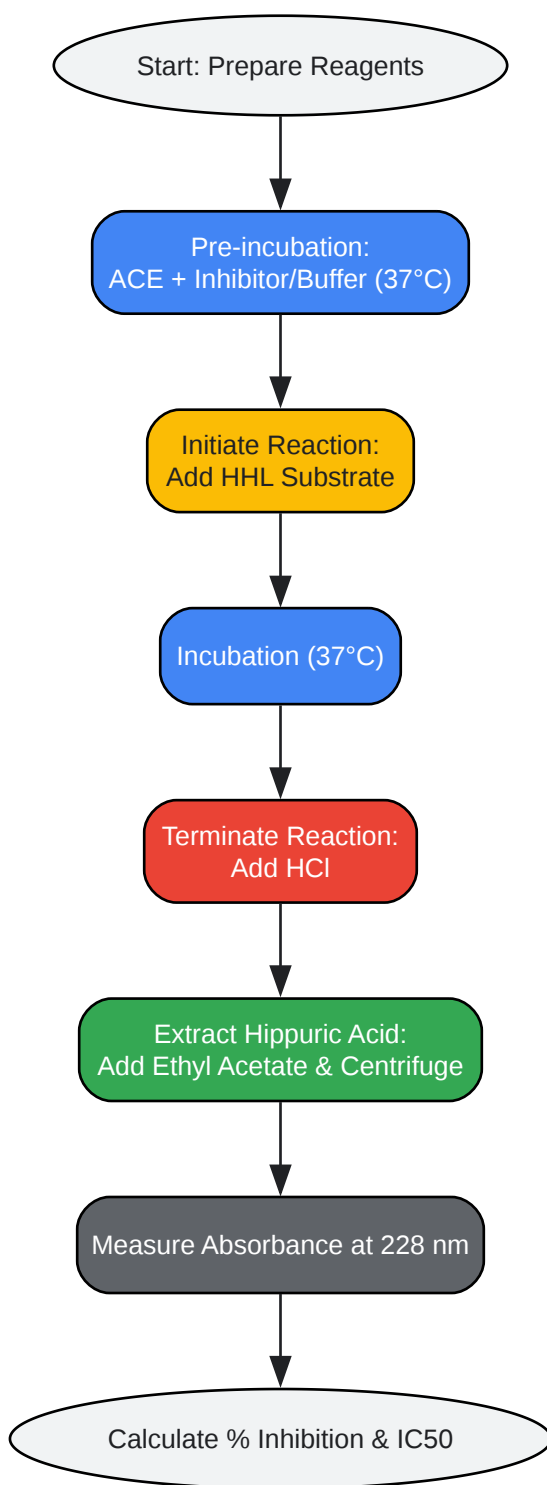 Start: Prepare Reagents
Pre-incubation:
ACE + Inhibitor/Buffer (37°C)
Initiate Reaction:
Add HHL Substrate
Incubation (37°C)
Terminate Reaction:
Add HCl
Extract Hippuric Acid:
Add Ethyl Acetate & Centrifuge
Measure Absorbance at 228 nm
Calculate % Inhibition & IC50